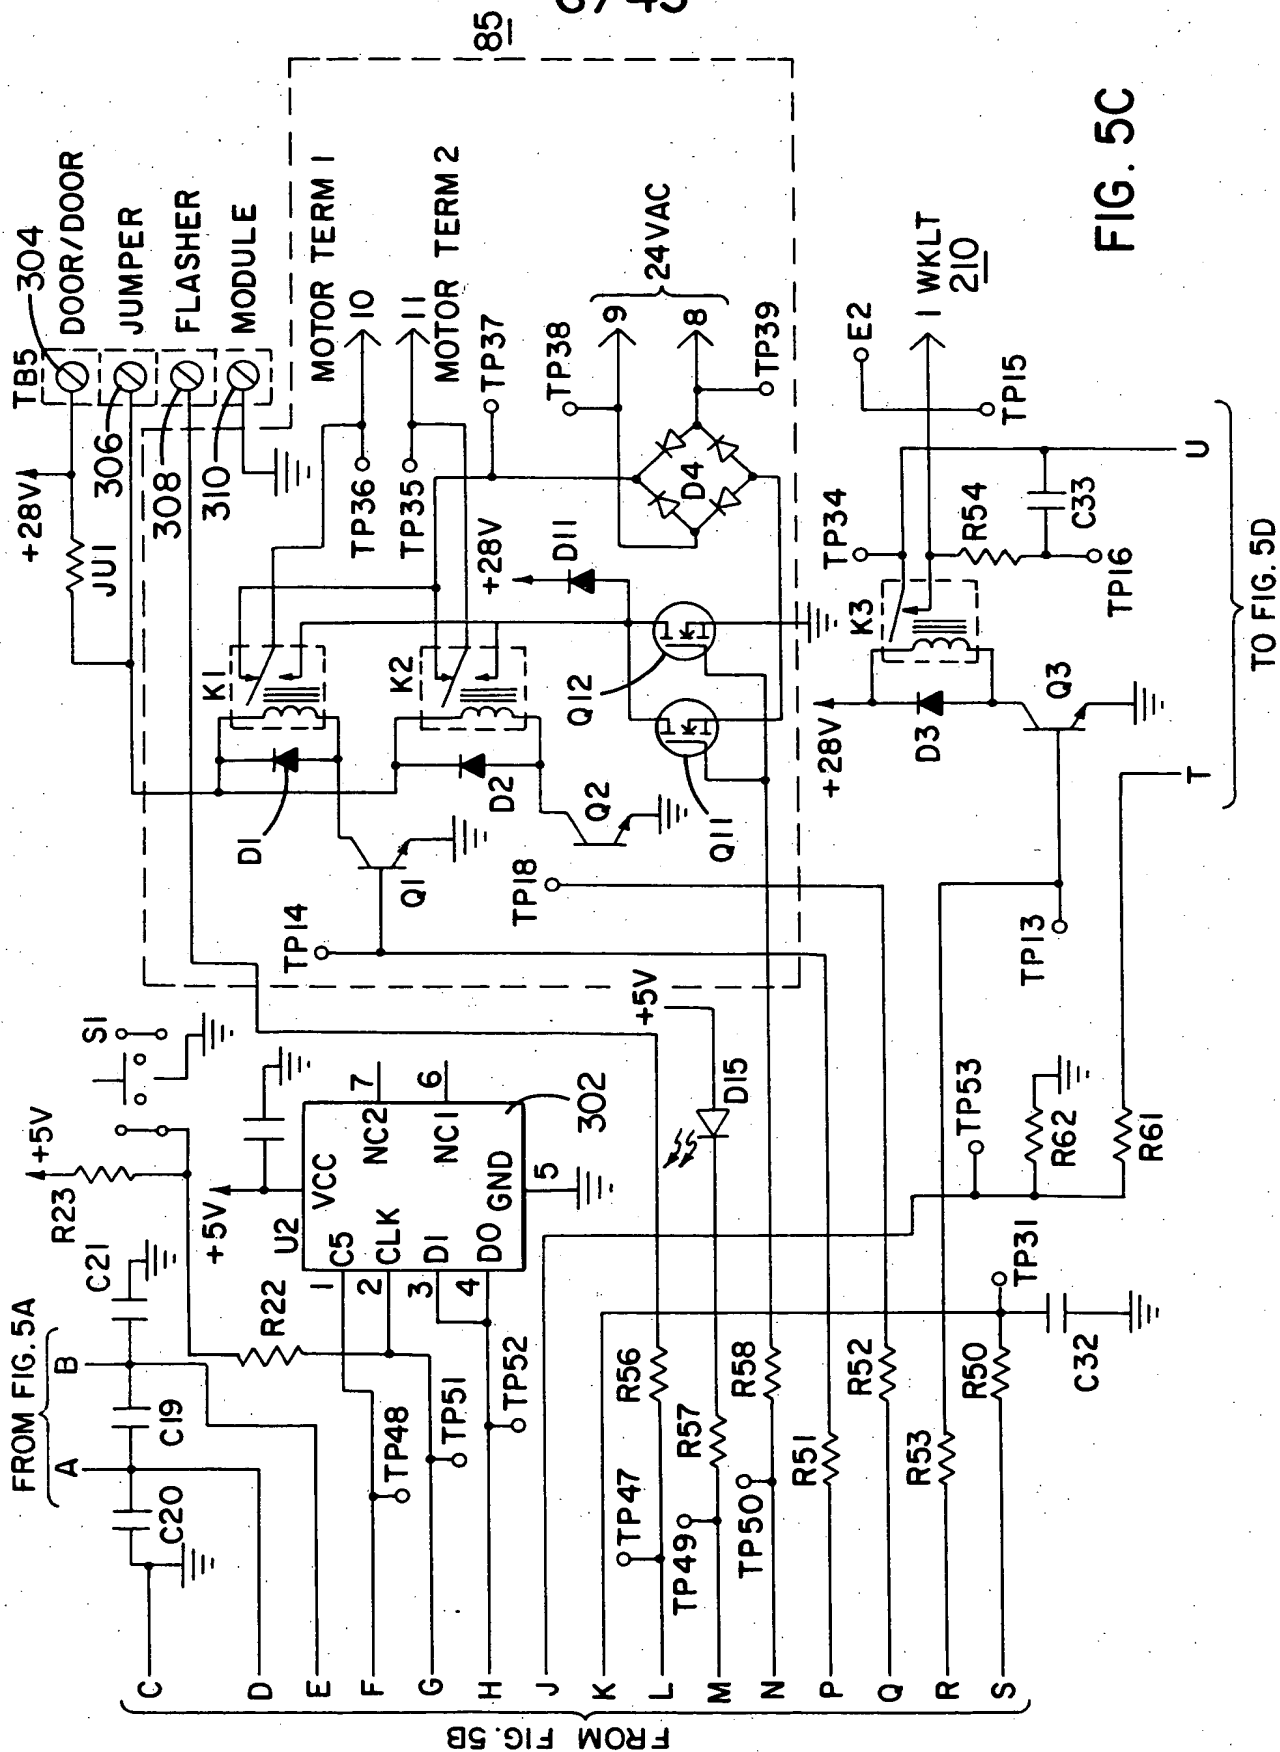 6/45
85
TB5
304
DOOR/DOOR
JUMPER
FLASHER
MODULE
+28V
JU1
306
308
310
MOTOR TERM 1
10
TP36
11
TP35
MOTOR TERM 2
TP37
K1
K2
+28V
D11
TP38
9
24VAC
8
TP39
D4
D1
D2
Q1
Q2
Q12
Q11
TP14
TP18
S1
+5V
R23
+5V
FROM FIG. 5A
A
B
C21
C19
C20
R22
U2
VCC
1
C5
2
CLK
3
D1
4
DO
GND
5
NC2
7
NC1
6
302
TP48
TP51
TP52
+5V
D15
R56
R57
R58
TP47
TP49
TP50
R51
R52
R53
R50
TP31
C32
TP53
R62
R61
TP13
Q3
D3
+28V
K3
TP34
R54
C33
TP16
E2
TP15
1 WKLT
210
U
T
TO FIG. 5D
C
D
E
F
G
H
J
K
L
M
N
P
Q
R
S
FROM FIG. 5B
FIG. 5C